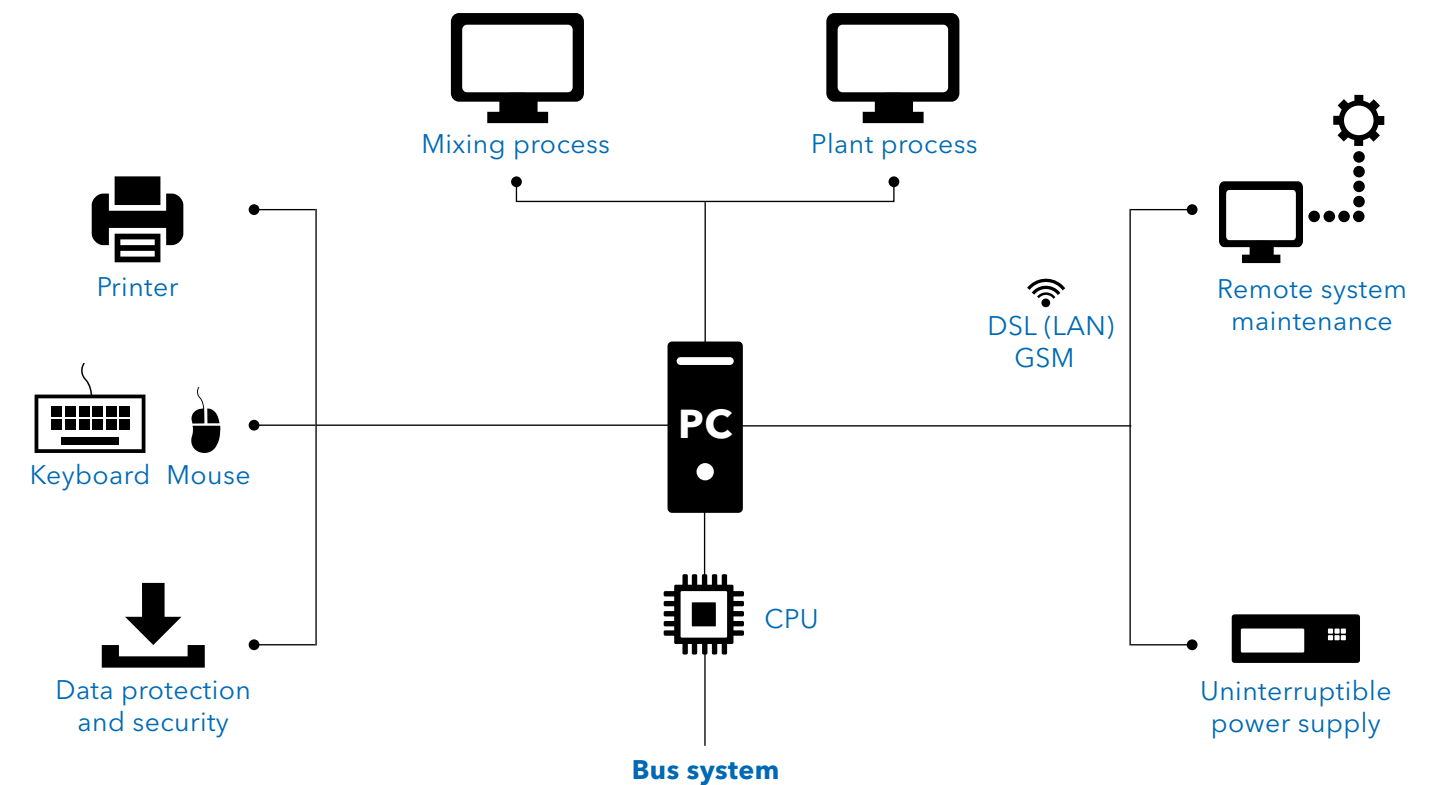 Mixing process
Plant process
Printer
Remote system
maintenance
DSL (LAN)
GSM
PC
Keyboard
Mouse
CPU
Data protection
and security
Uninterruptible
power supply
Bus system